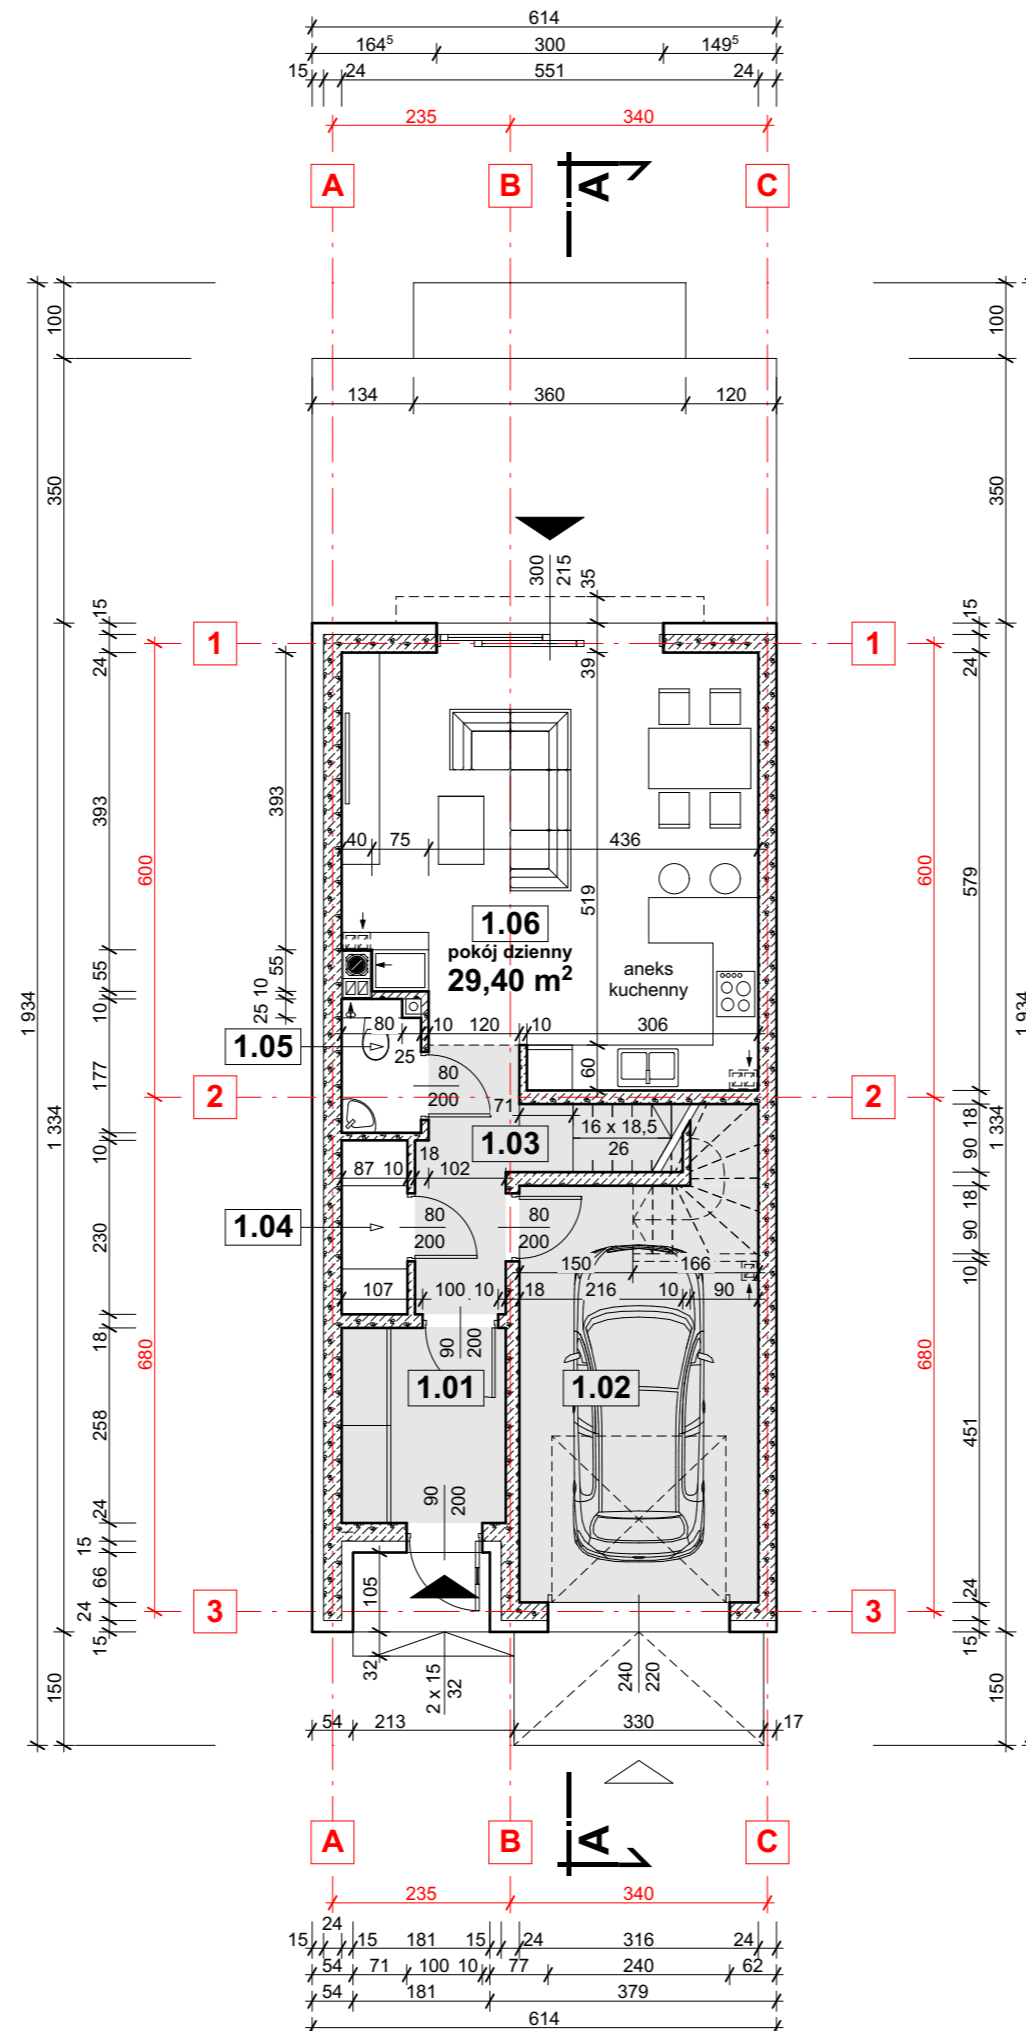 614
164⁵ 300 149⁵
15 24 551 24
235 340
A B A C
100 100
134 360 120
350 350
300 215 35
15 15
1 1
24 39 24
393 393 579
600 600
40 75 436
519
1.06
pokój dzienny
29,40 m²
aneks
kuchenny
55 55
10 10
25
1 934 1 934
80 10 120 10 306
1.05
25
177
80
200
60
2 2
71
1 334 1 334
16 x 18,5
26
18
90
1.03
10
18
87 10 102
18
90
1.04
80
200
80
200
230
150 166
10
107 100 10 18 216 10 90
18
90
200
680 680
1.01 1.02
258 451
90
200
24
15
66
105
24
24
3 3
15 15
32
2 x 15
32
240
220
150 150
54 213 330 17
A B A C
235 340
24
15 15 181 15 24 316 24
54 71 100 10 77 240 62
54 181 379
614